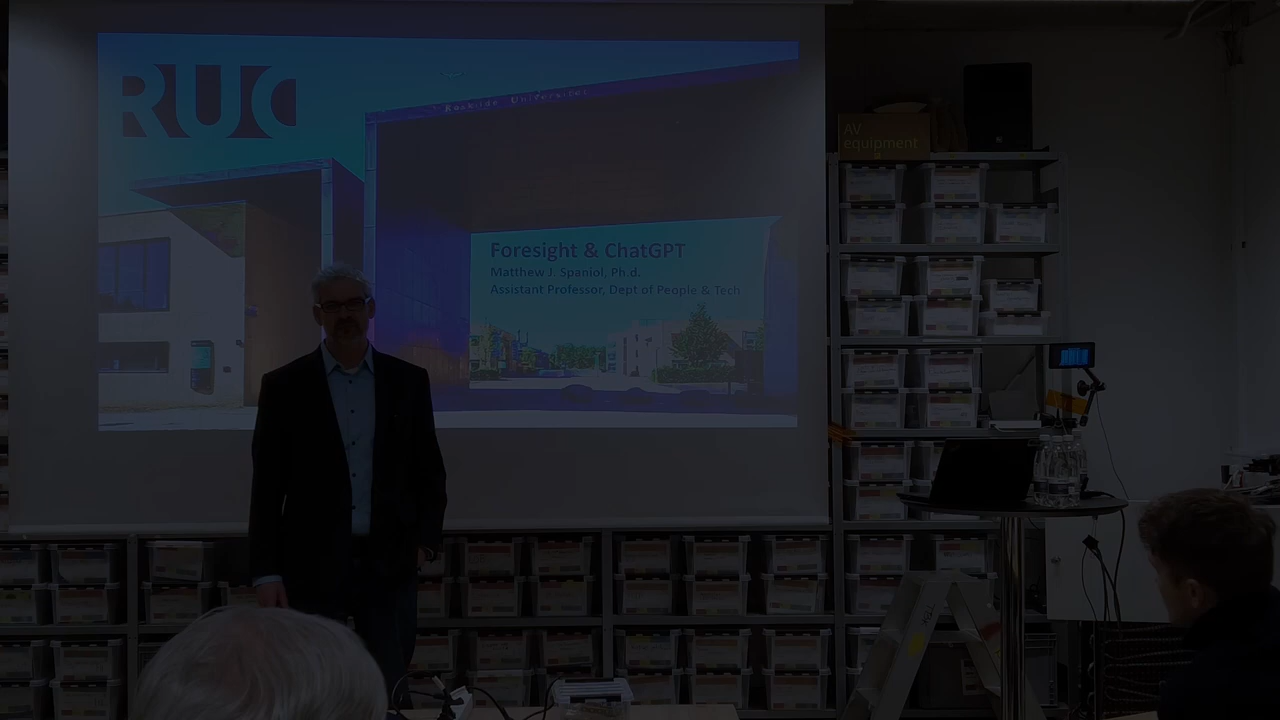 RUC
Roskilde Universitet
AV
equipment
Foresight & ChatGPT
Matthew J. Spaniol, Ph.d.
Assistant Professor, Dept of People & Tech